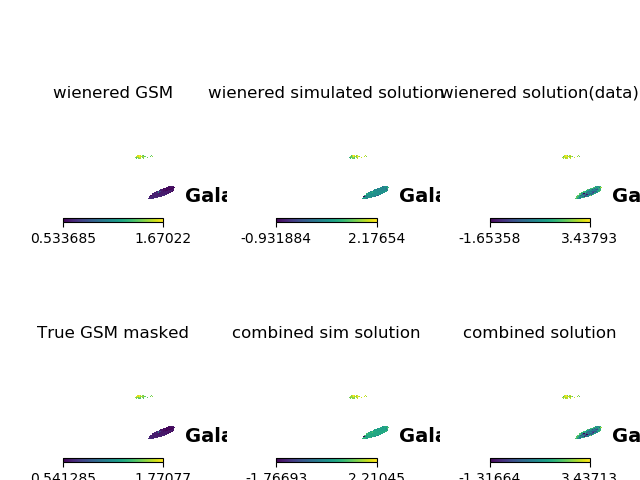 wienered GSM
wienered simulated solution
wienered solution(data)
Gala
Gala
Ga
0.533685 1.67022
-0.931884 2.17654
-1.65358 3.43793
True GSM masked
combined sim solution
combined solution
Gala
Gala
Ga
0.541285 1.77077
-1.76693 2.21045
-1.31664 3.43713